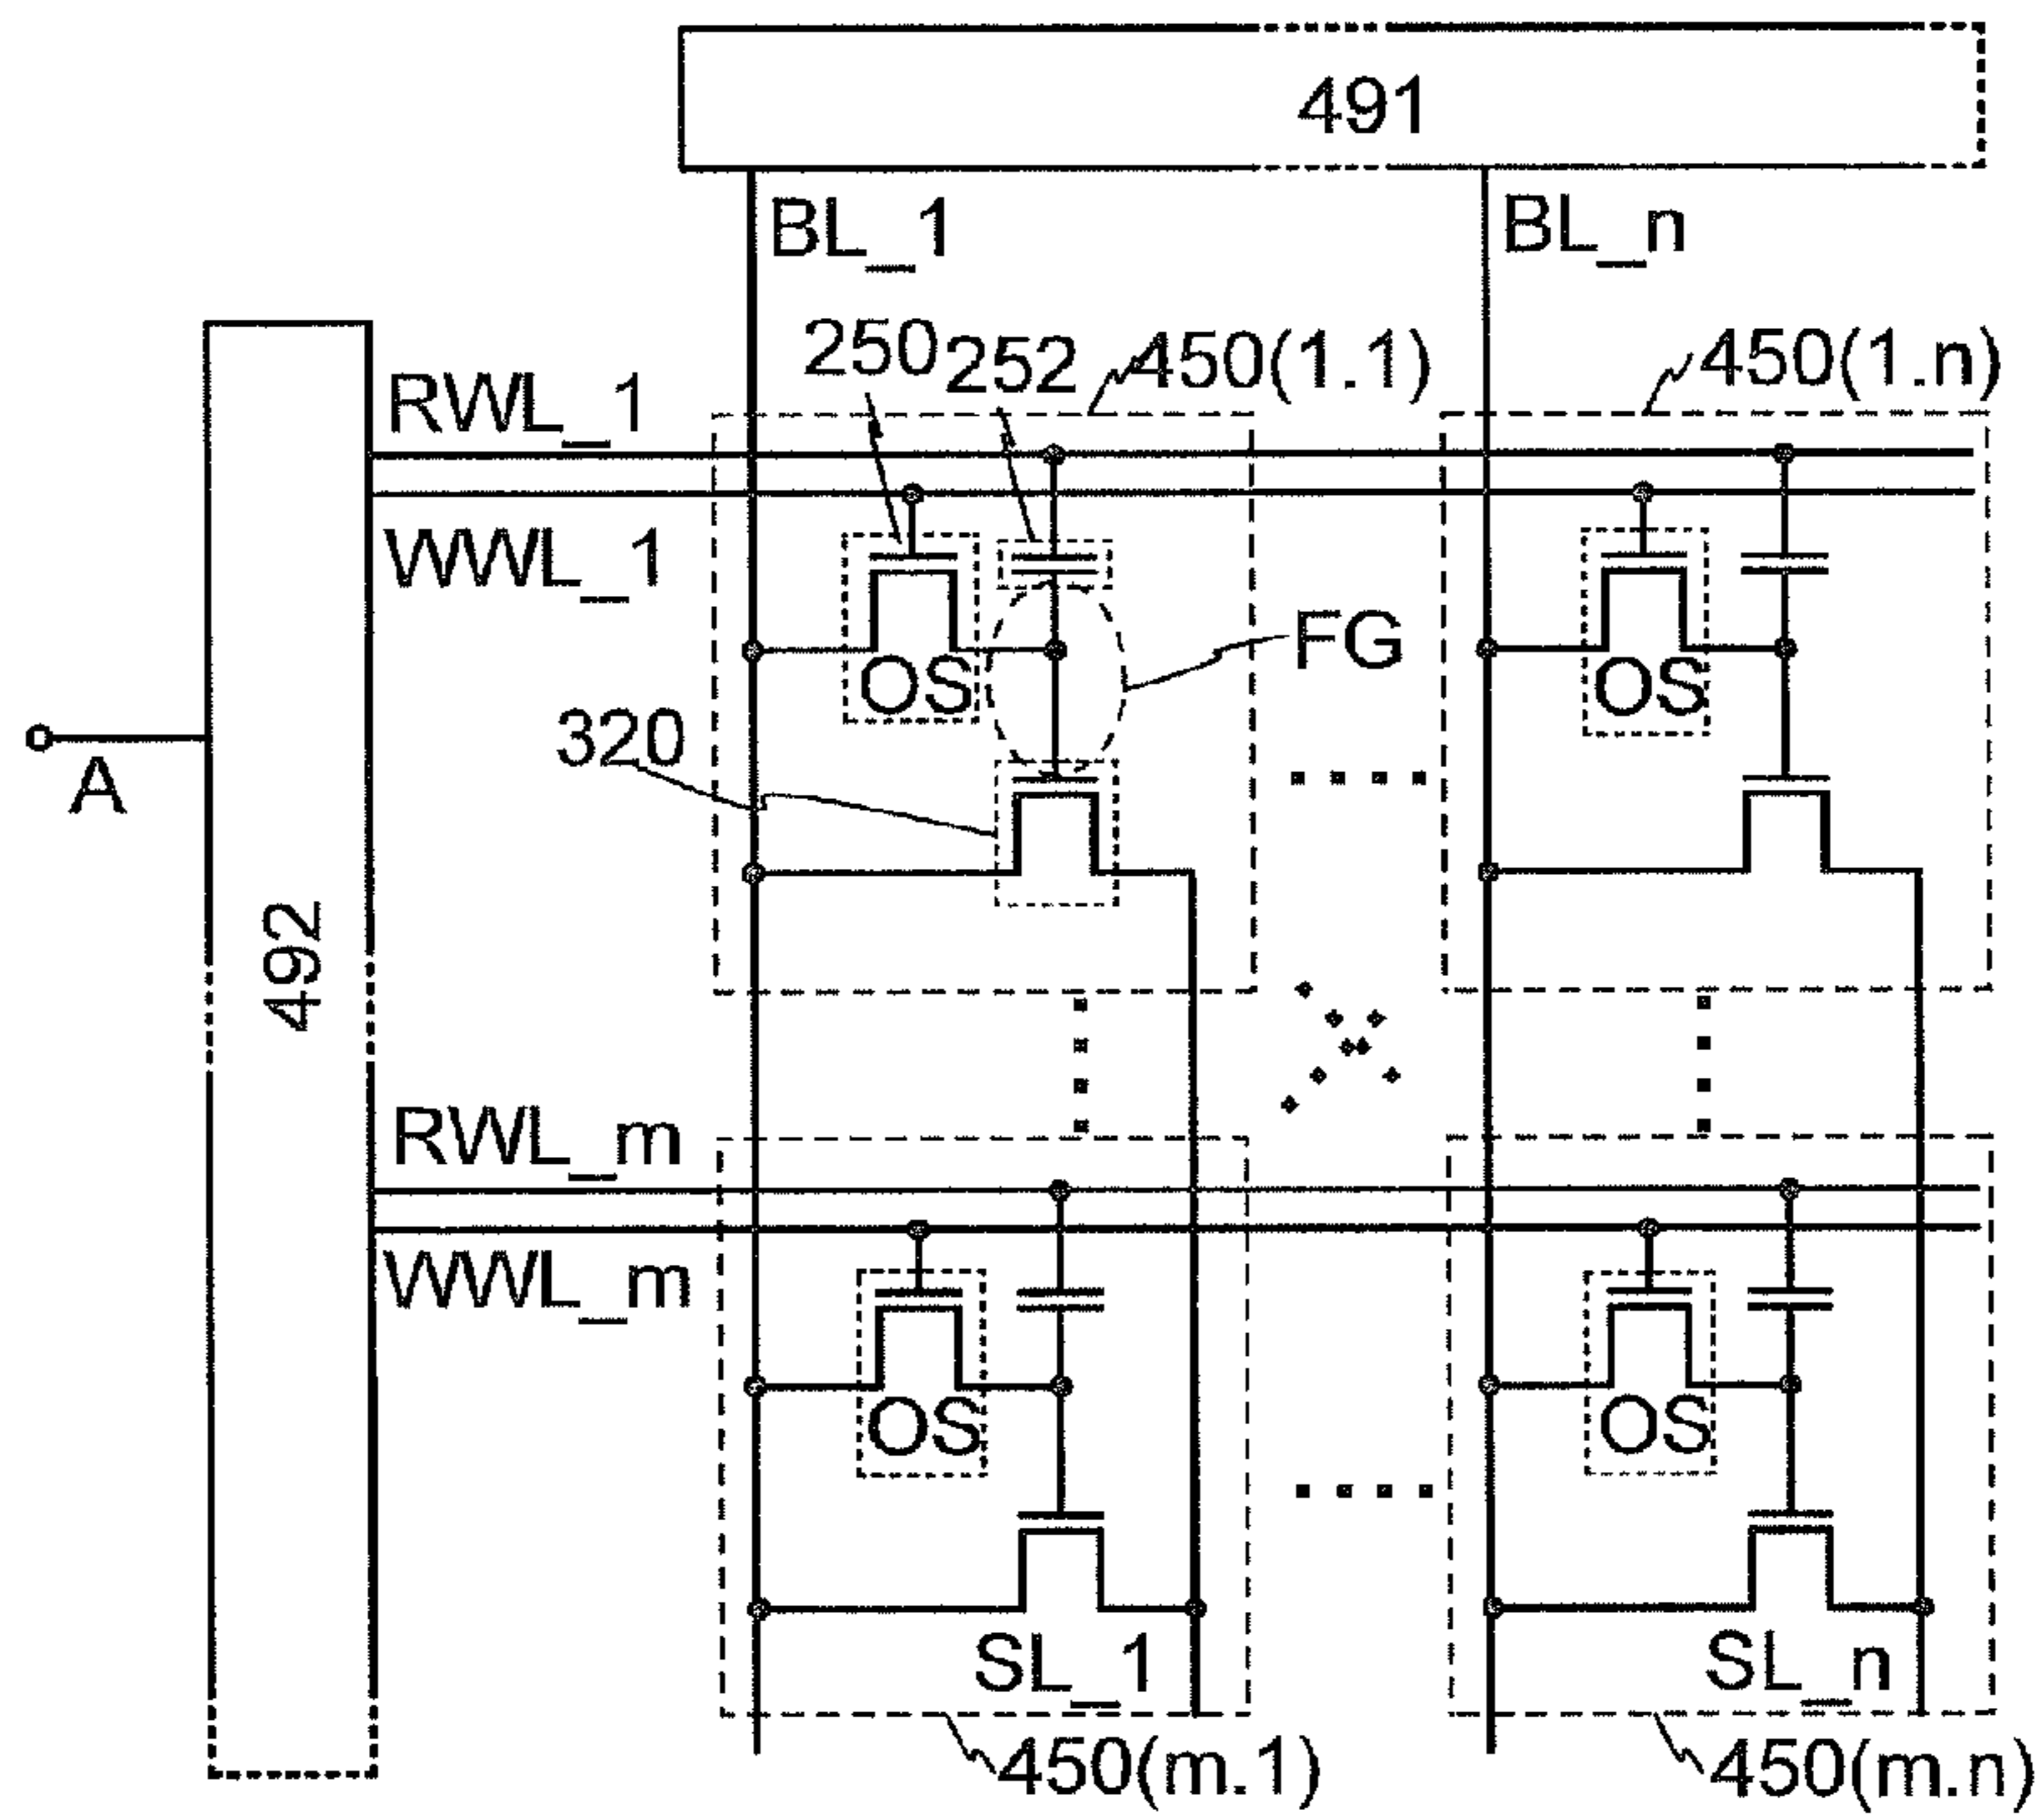 491
BL_1
BL_n
250
252
450(1.1)
450(1.n)
RWL_1
WWL_1
OS
FG
OS
320
A
492
RWL_m
WWL_m
OS
OS
SL_1
SL_n
450(m.1)
450(m.n)